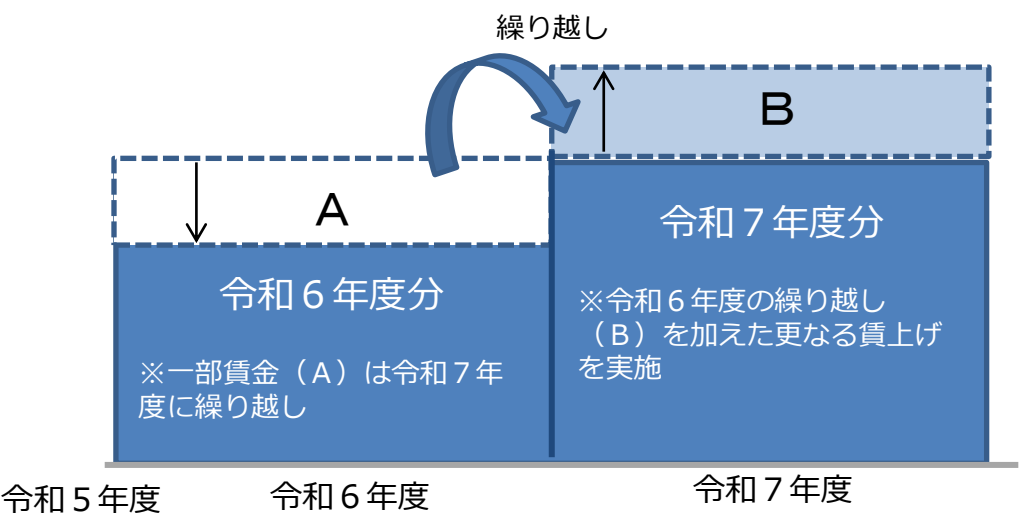 繰り越し
B
A
令和７年度分
令和６年度分
※令和６年度の繰り越し
（Ｂ）を加えた更なる賃上げ
を実施
※一部賃金（Ａ）は令和７年
度に繰り越し
令和５年度
令和６年度
令和７年度